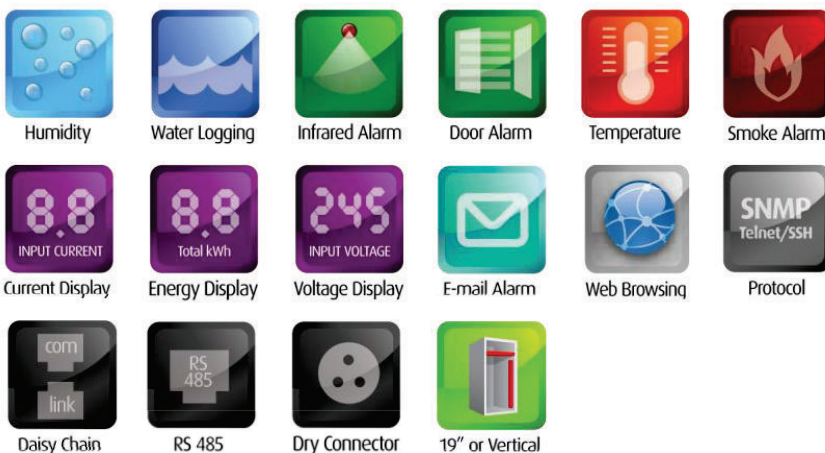 Humidity
Water Logging
Infrared Alarm
Door Alarm
Temperature
Smoke Alarm
8.8
INPUT CURRENT
8.8
Total kWh
245
INPUT VOLTAGE
SNMP
Telnet/SSH
Current Display
Energy Display
Voltage Display
E-mail Alarm
Web Browsing
Protocol
com
link
RS
485
Daisy Chain
RS 485
Dry Connector
19" or Vertical